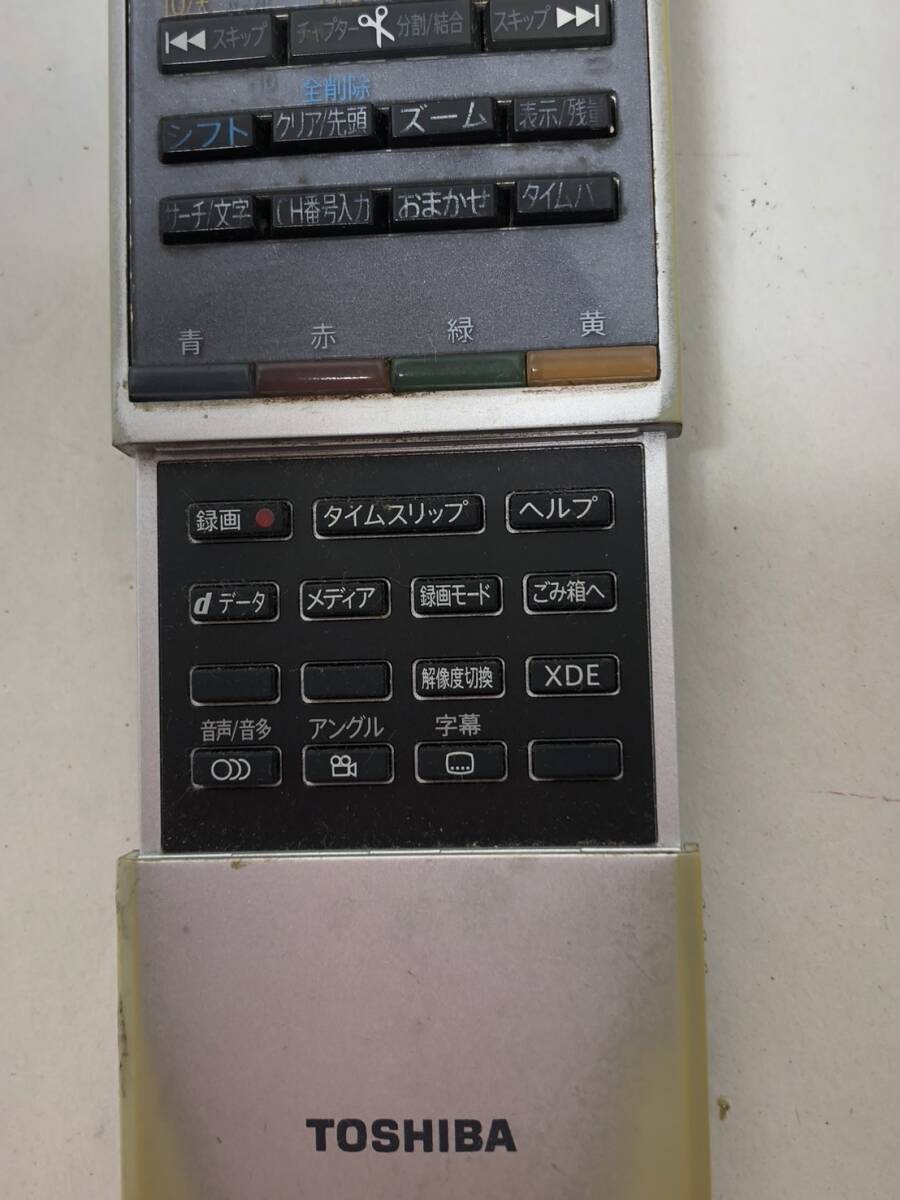 スキップ チャプター 分割/結合 スキップ
全削除
シフト クリア/先頭 ズーム 表示/残量
サーチ/文字 CH番号入力 おまかせ タイムバ
青 赤 緑 黄
録画 タイムスリップ ヘルプ
d データ メディア 録画モード ごみ箱へ
解像度切換 XDE
音声/音多 アングル 字幕
TOSHIBA